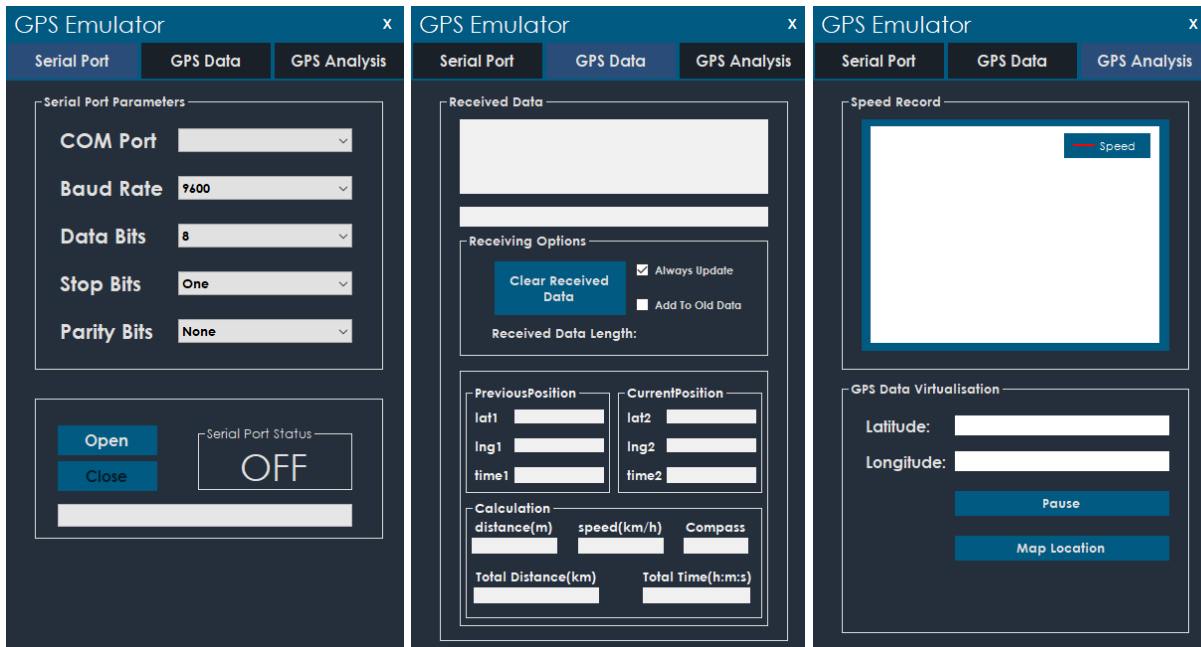 GPS Emulator X
Serial Port GPS Data GPS Analysis
Serial Port Parameters
COM Port
Baud Rate 9600
Data Bits 8
Stop Bits One
Parity Bits None
Open
Close
Serial Port Status
OFF
GPS Emulator X
Serial Port GPS Data GPS Analysis
Received Data
Receiving Options
Clear Received
Data
Always Update
Add To Old Data
Received Data Length:
PreviousPosition
lat1
lng1
time1
CurrentPosition
lat2
lng2
time2
Calculation
distance(m) speed(km/h) Compass
Total Distance(km) Total Time(h:m:s)
GPS Emulator X
Serial Port GPS Data GPS Analysis
Speed Record
Speed
GPS Data Virtualisation
Latitude:
Longitude:
Pause
Map Location